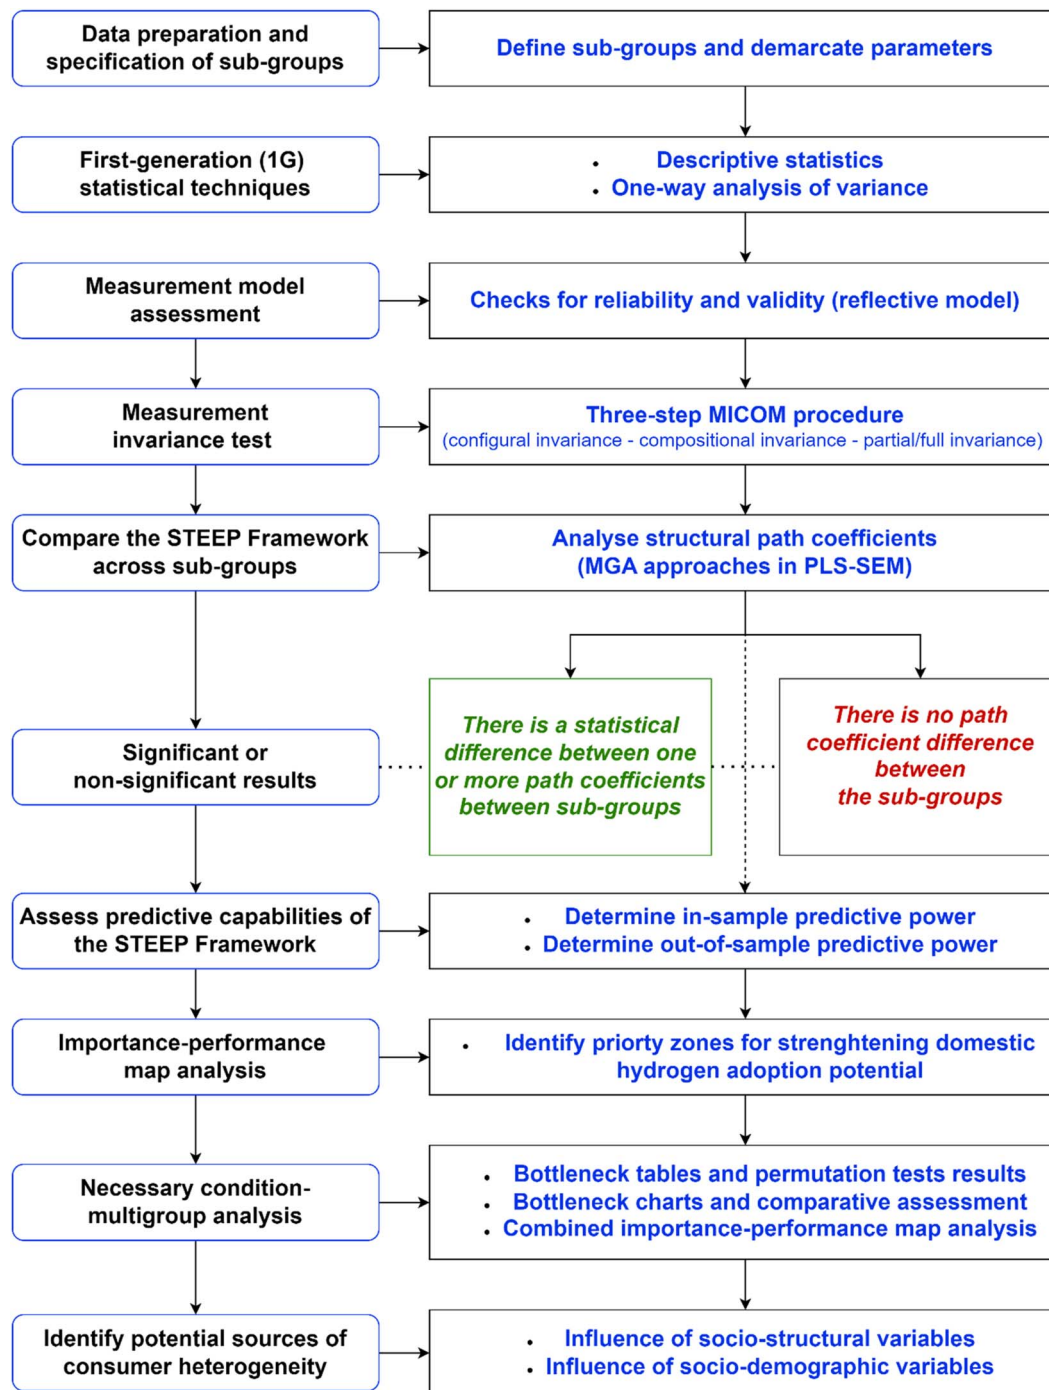 Data preparation and
specification of sub-groups
Define sub-groups and demarcate parameters
First-generation (1G)
statistical techniques
• Descriptive statistics
• One-way analysis of variance
Measurement model
assessment
Checks for reliability and validity (reflective model)
Measurement
invariance test
Three-step MICOM procedure
(configural invariance - compositional invariance - partial/full invariance)
Compare the STEEP Framework
across sub-groups
Analyse structural path coefficients
(MGA approaches in PLS-SEM)
Significant or
non-significant results
There is a statistical
difference between one
or more path coefficients
between sub-groups
There is no path
coefficient difference
between
the sub-groups
Assess predictive capabilities of
the STEEP Framework
• Determine in-sample predictive power
• Determine out-of-sample predictive power
Importance-performance
map analysis
• Identify priorty zones for strenghtening domestic
hydrogen adoption potential
Necessary condition-
multigroup analysis
• Bottleneck tables and permutation tests results
• Bottleneck charts and comparative assessment
• Combined importance-performance map analysis
Identify potential sources of
consumer heterogeneity
• Influence of socio-structural variables
• Influence of socio-demographic variables